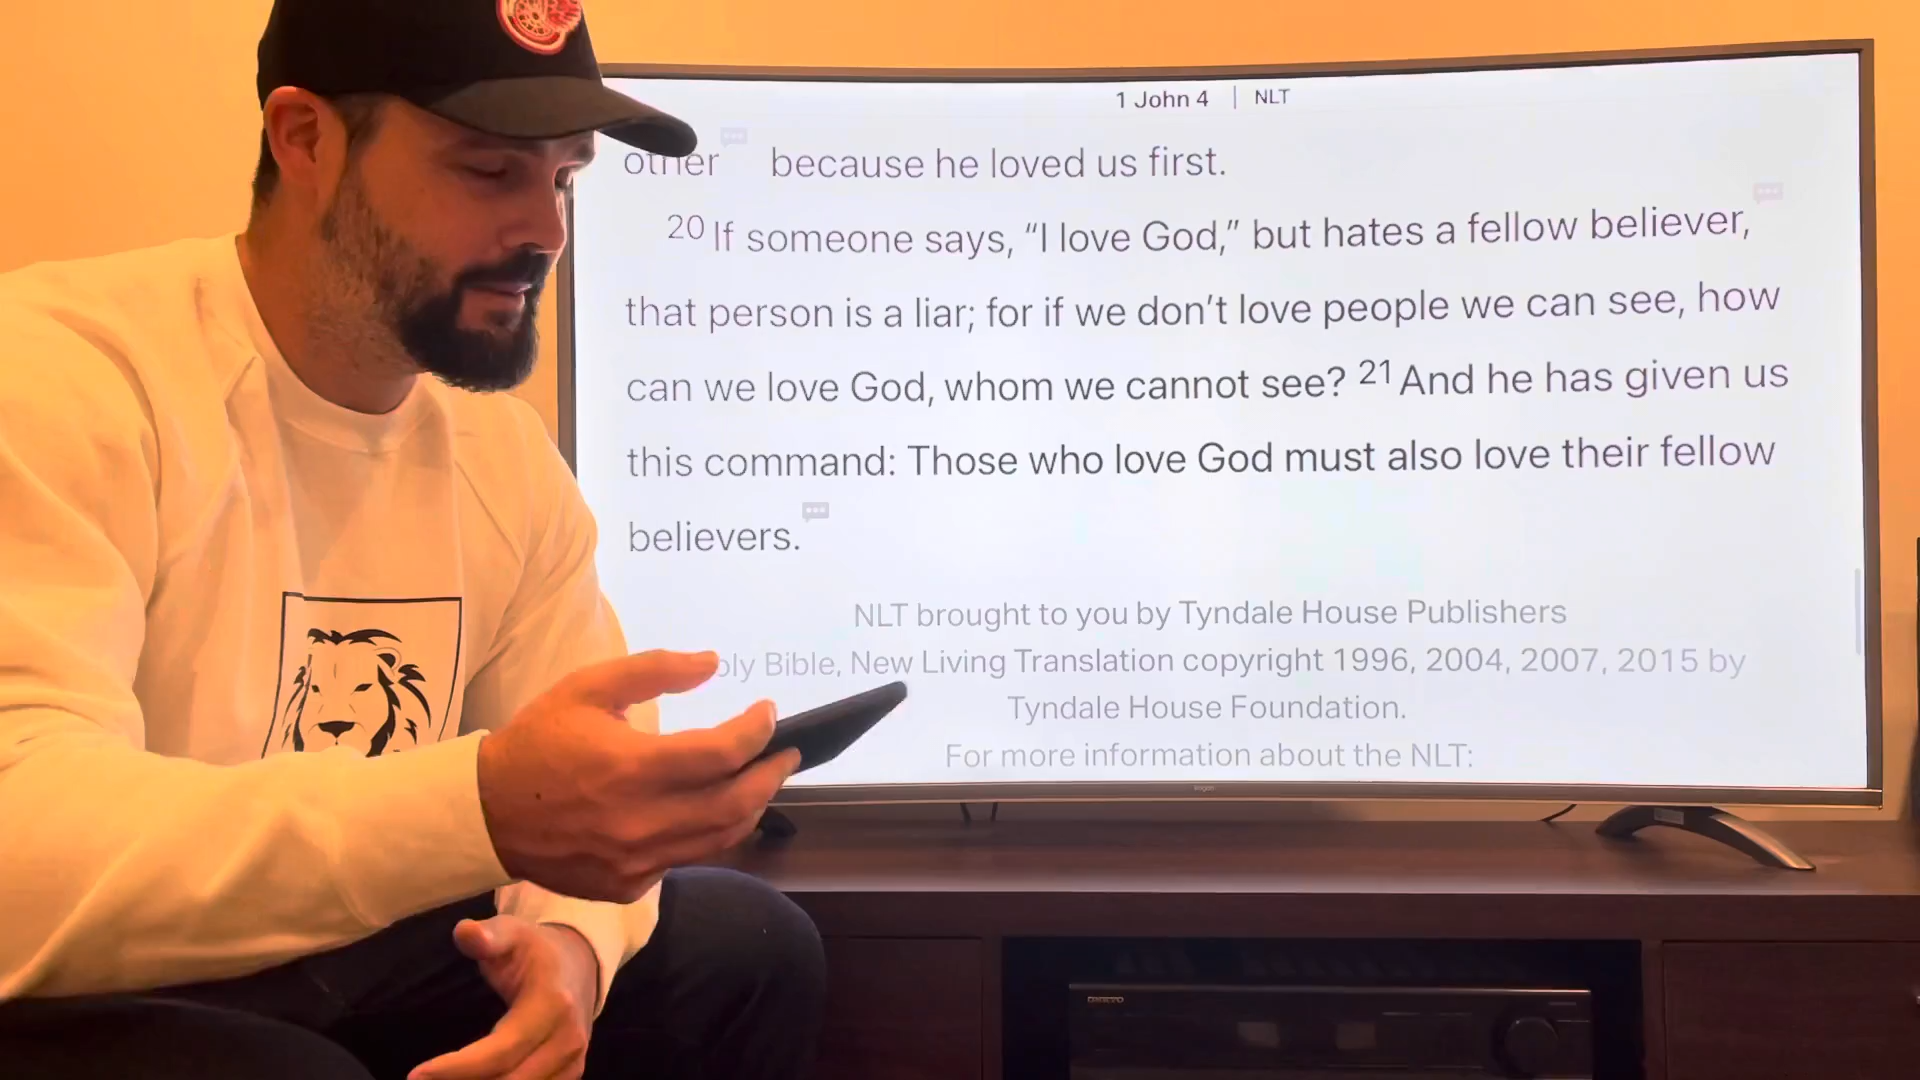 1 John 4 | NLT
other because he loved us first.
20 If someone says, “I love God,” but hates a fellow believer,
that person is a liar; for if we don’t love people we can see, how
can we love God, whom we cannot see? 21 And he has given us
this command: Those who love God must also love their fellow
believers.
NLT brought to you by Tyndale House Publishers
oly Bible, New Living Translation copyright 1996, 2004, 2007, 2015 by
Tyndale House Foundation.
For more information about the NLT:
ONKYO